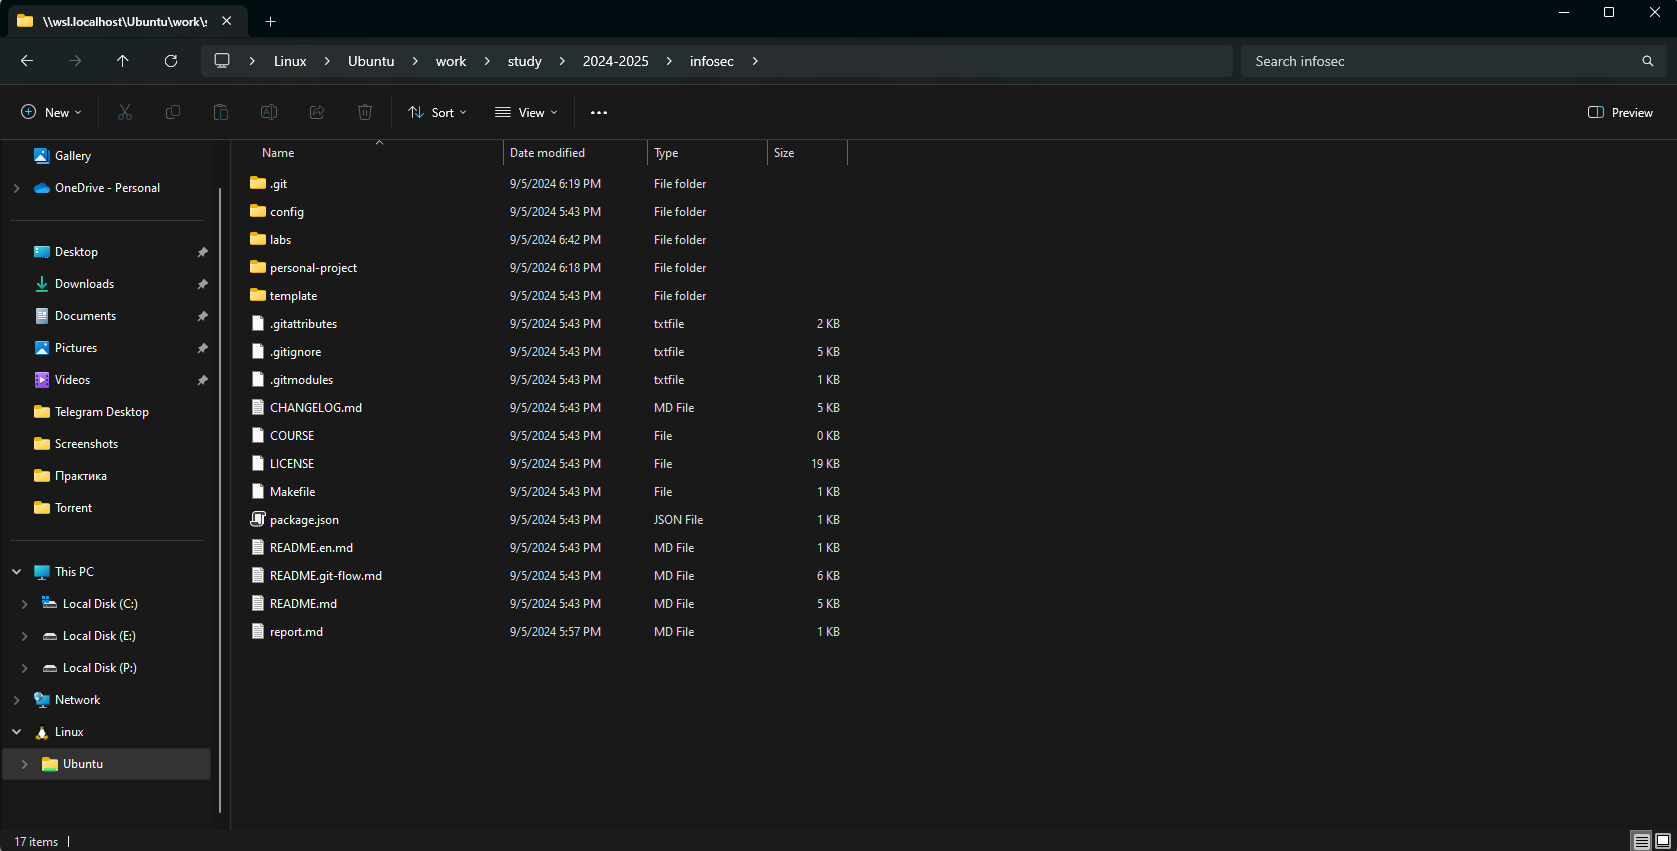 \\wsl.localhost\Ubuntu\work\s
Linux > Ubuntu > work > study > 2024-2025 > infosec >
Search infosec
New Sort View ••• Preview
Gallery
OneDrive - Personal
Desktop
Downloads
Documents
Pictures
Videos
Telegram Desktop
Screenshots
Практика
Torrent
This PC
Local Disk (C:)
Local Disk (E:)
Local Disk (P:)
Network
Linux
Ubuntu
Name Date modified Type Size
.git 9/5/2024 6:19 PM File folder
config 9/5/2024 5:43 PM File folder
labs 9/5/2024 6:42 PM File folder
personal-project 9/5/2024 6:18 PM File folder
template 9/5/2024 5:43 PM File folder
.gitattributes 9/5/2024 5:43 PM txtfile 2 KB
.gitignore 9/5/2024 5:43 PM txtfile 5 KB
.gitmodules 9/5/2024 5:43 PM txtfile 1 KB
CHANGELOG.md 9/5/2024 5:43 PM MD File 5 KB
COURSE 9/5/2024 5:43 PM File 0 KB
LICENSE 9/5/2024 5:43 PM File 19 KB
Makefile 9/5/2024 5:43 PM File 1 KB
package.json 9/5/2024 5:43 PM JSON File 1 KB
README.en.md 9/5/2024 5:43 PM MD File 1 KB
README.git-flow.md 9/5/2024 5:43 PM MD File 6 KB
README.md 9/5/2024 5:43 PM MD File 5 KB
report.md 9/5/2024 5:57 PM MD File 1 KB
17 items